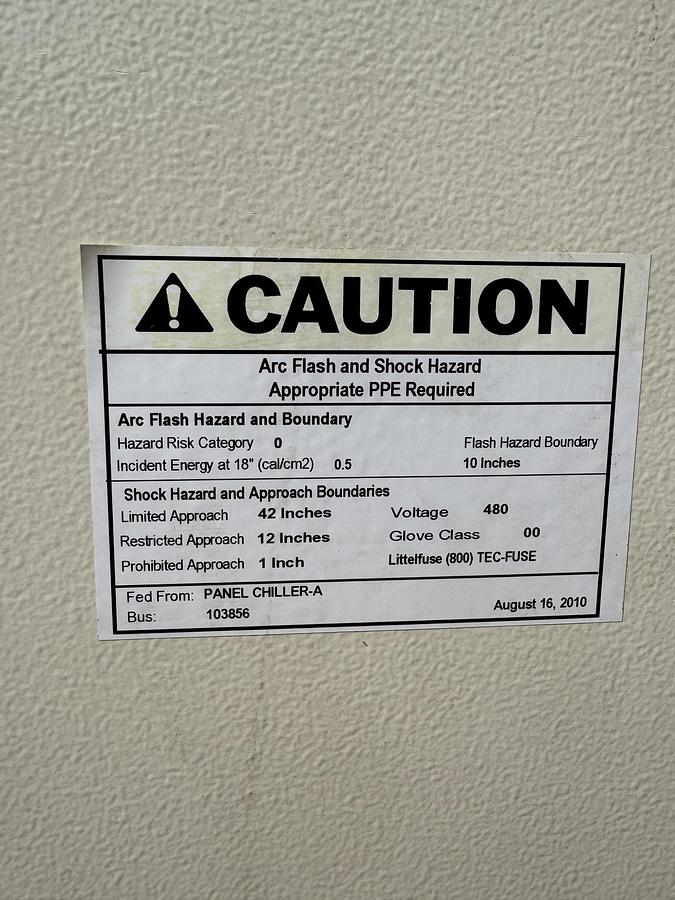 CAUTION
Arc Flash and Shock Hazard
Appropriate PPE Required
Arc Flash Hazard and Boundary
Hazard Risk Category 0 Flash Hazard Boundary
Incident Energy at 18" (cal/cm2) 0.5 10 Inches
Shock Hazard and Approach Boundaries
Limited Approach 42 Inches Voltage 480
Restricted Approach 12 Inches Glove Class 00
Prohibited Approach 1 Inch Littelfuse (800) TEC-FUSE
Fed From: PANEL CHILLER-A
Bus: 103856 August 16, 2010